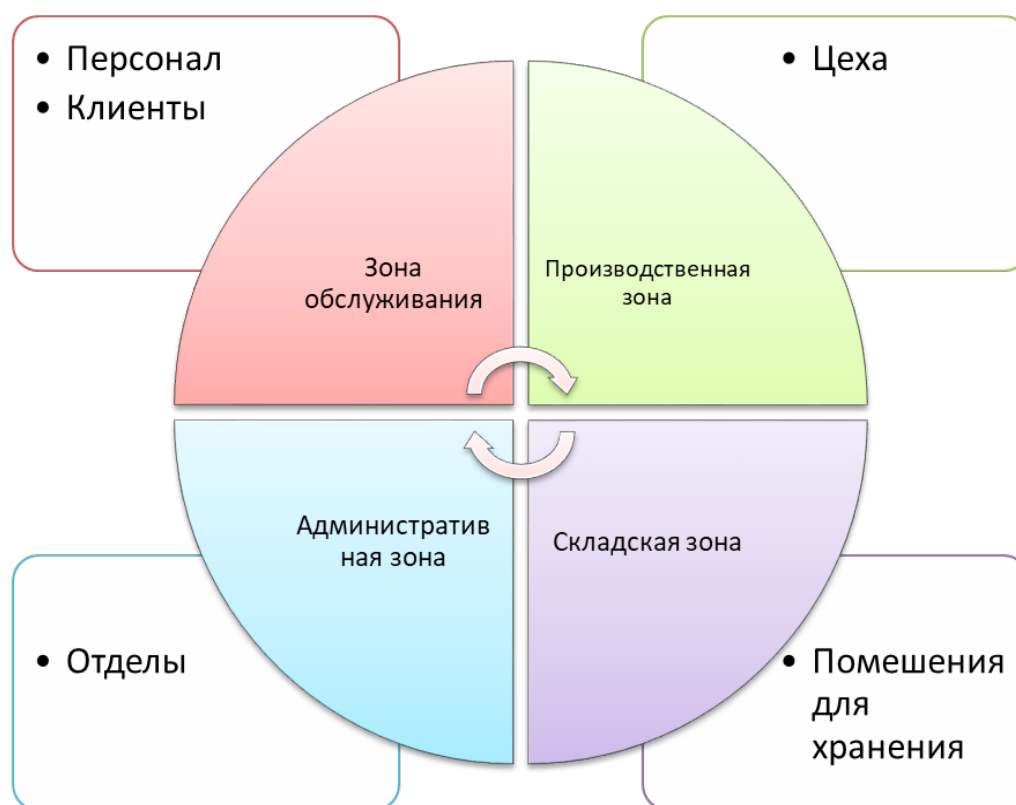 • Персонал
• Клиенты
• Цеха
Зона
обслуживания
Производственная
зона
Административ
ная зона
Складская зона
• Отделы
• Помешения
для
хранения